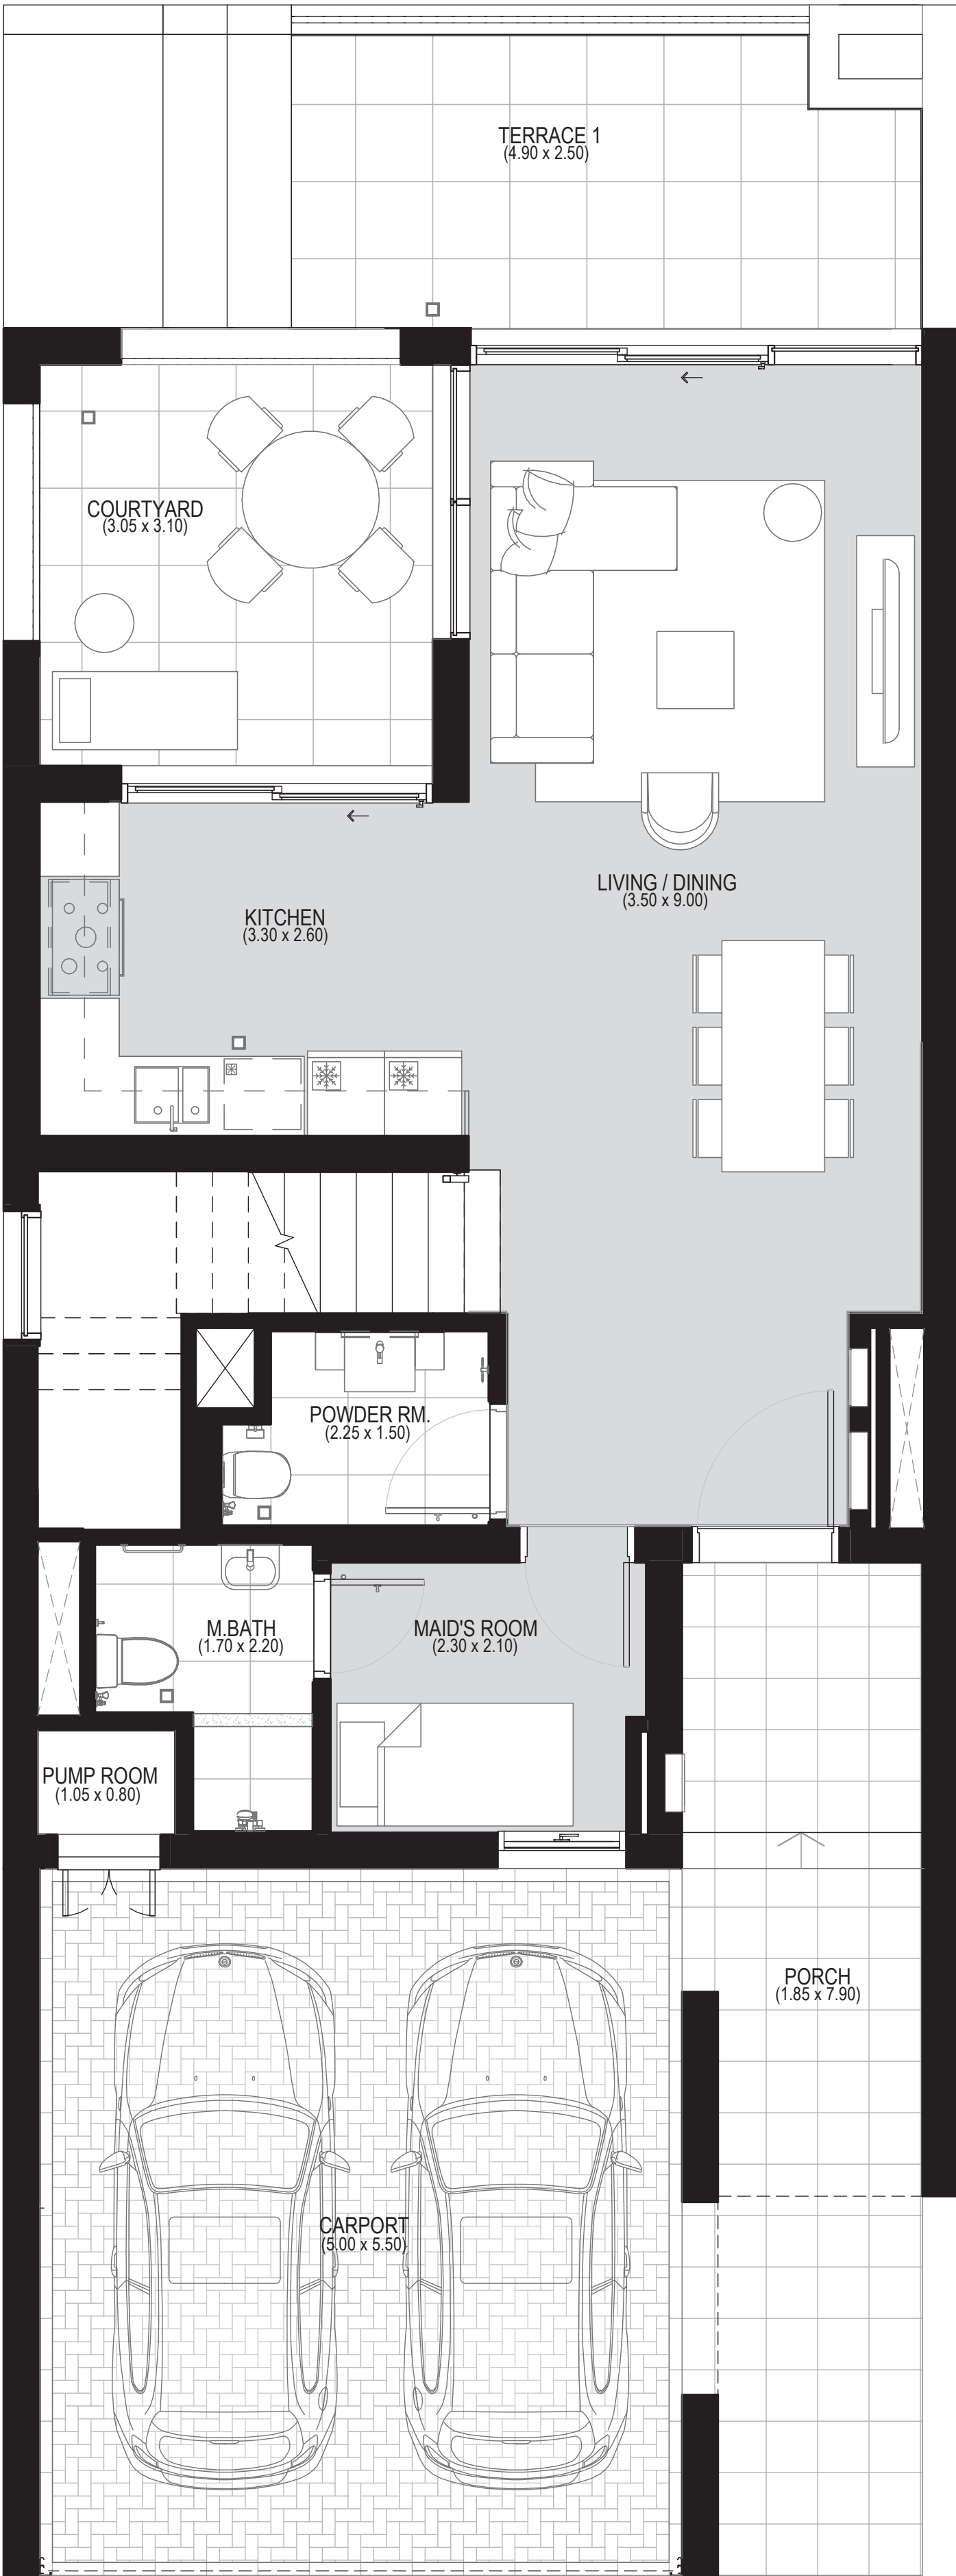 TERRACE 1
(4.90 x 2.50)
COURTYARD
(3.05 x 3.10)
LIVING / DINING
(3.50 x 9.00)
KITCHEN
(3.30 x 2.60)
POWDER RM.
(2.25 x 1.50)
M.BATH
(1.70 x 2.20)
MAID'S ROOM
(2.30 x 2.10)
PUMP ROOM
(1.05 x 0.80)
PORCH
(1.85 x 7.90)
CARPORT
(5.00 x 5.50)